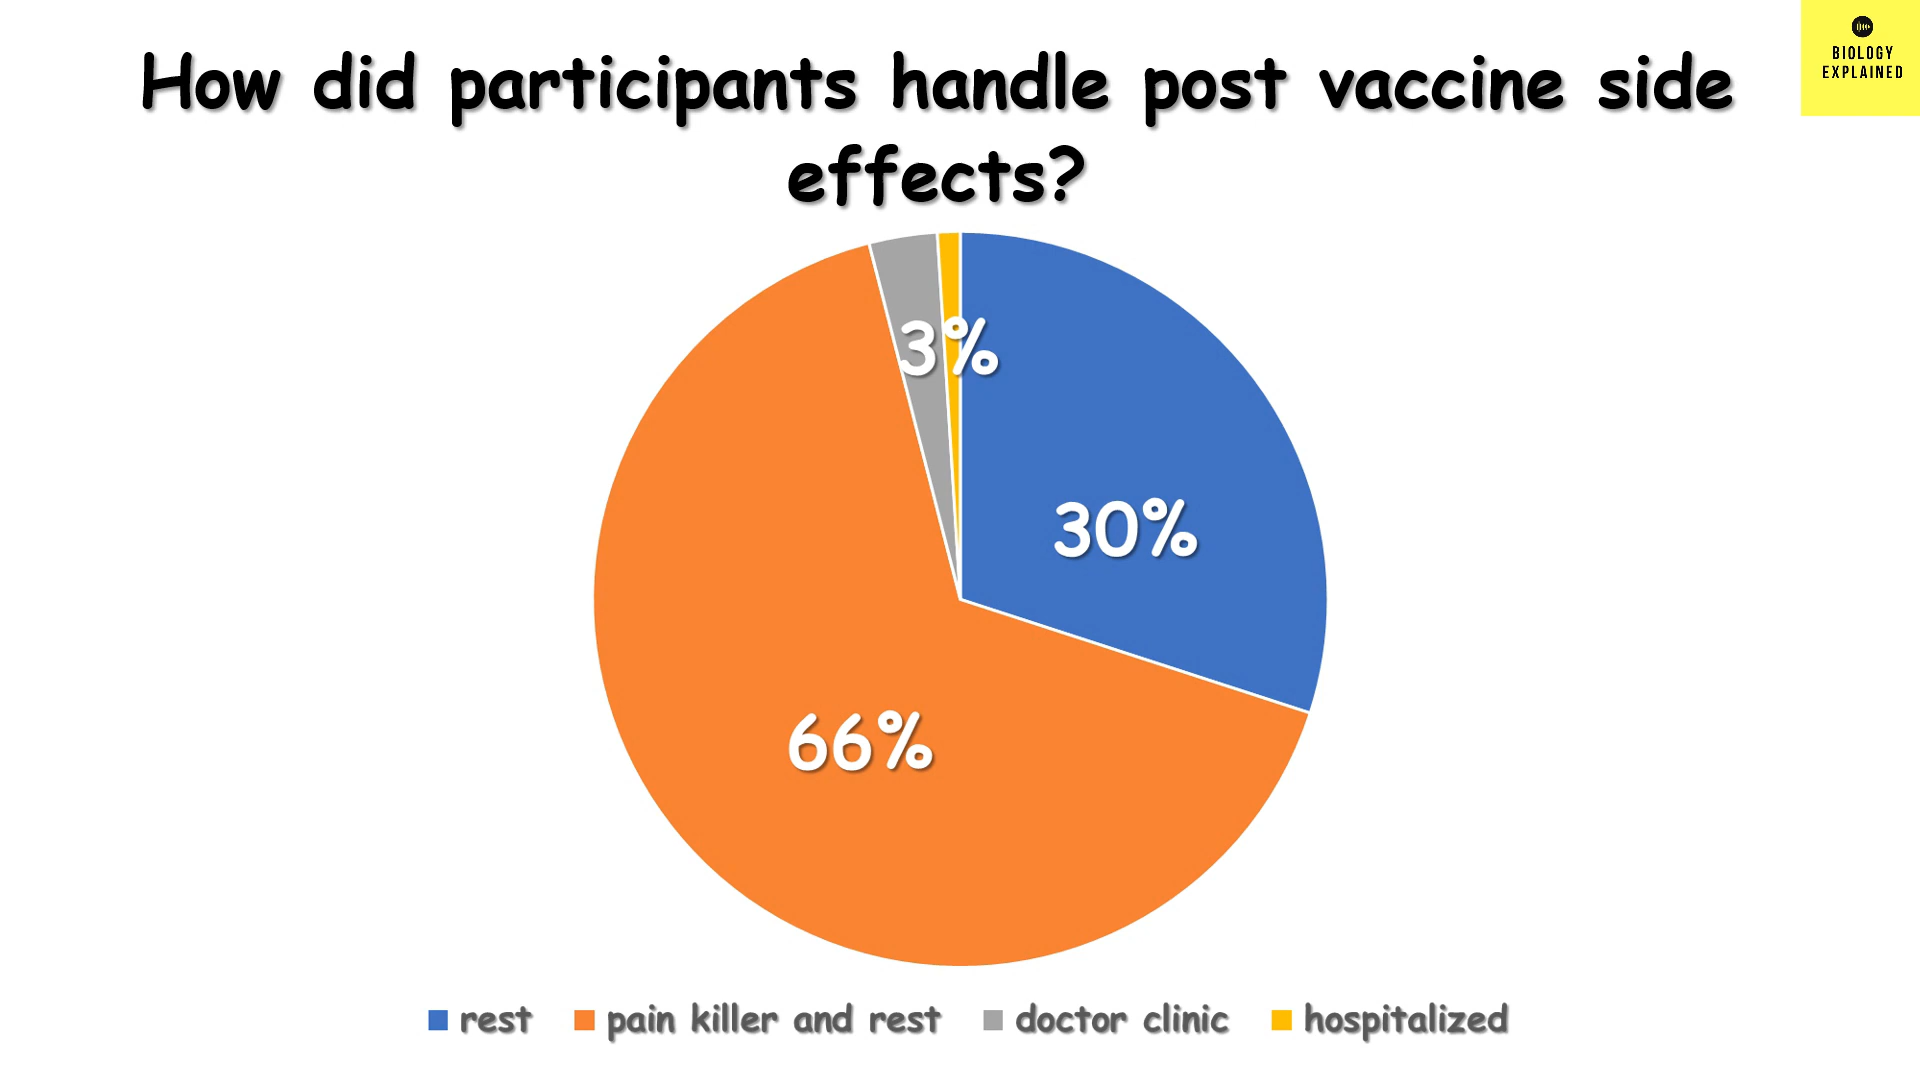 How did participants handle post vaccine side
effects?
BIOLOGY
EXPLAINED
3%
30%
66%
rest
pain killer and rest
doctor clinic
hospitalized